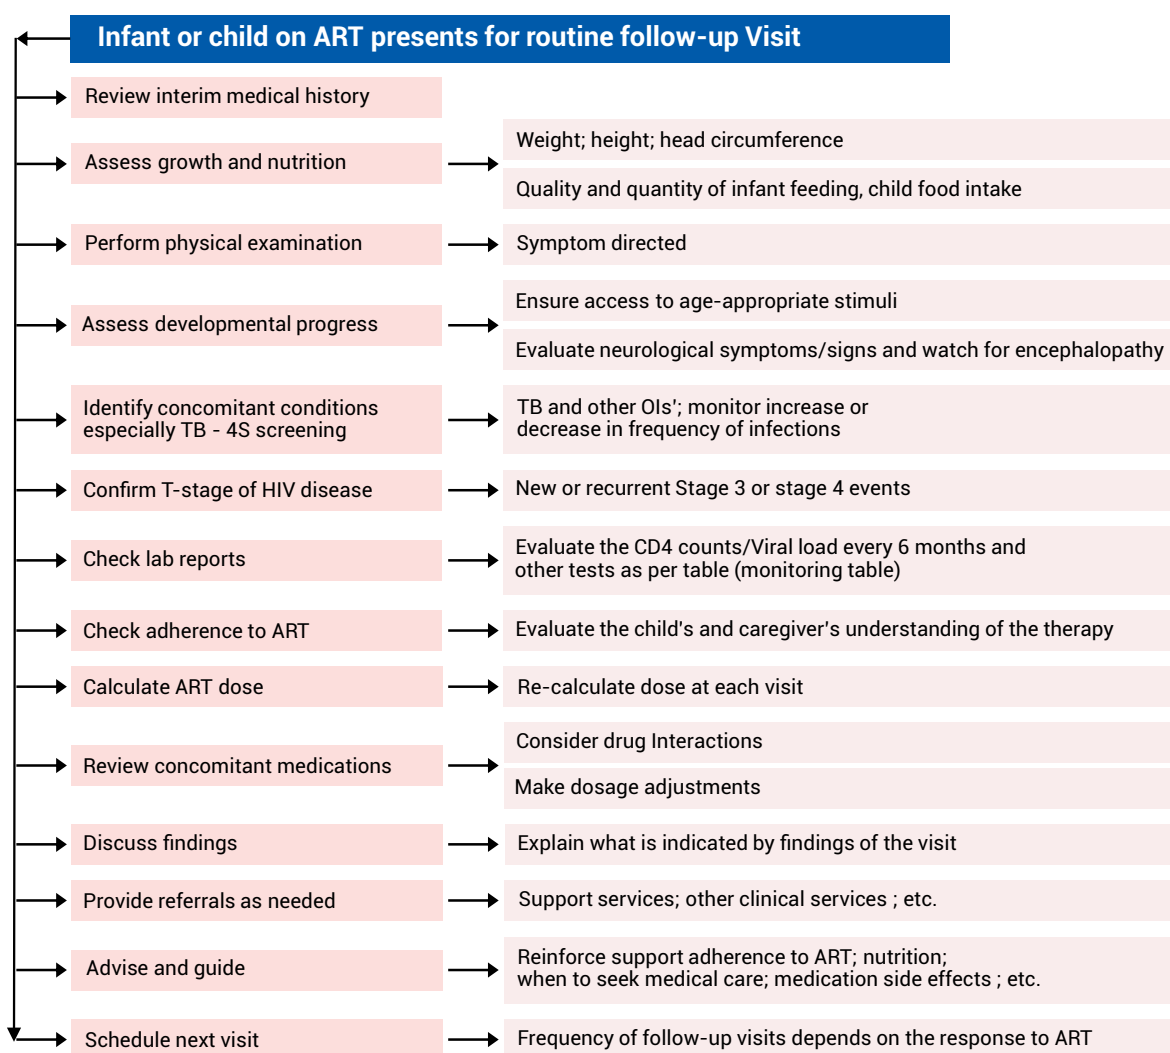 Infant or child on ART presents for routine follow-up Visit
Review interim medical history
Assess growth and nutrition
Weight; height; head circumference
Quality and quantity of infant feeding, child food intake
Perform physical examination
Symptom directed
Assess developmental progress
Ensure access to age-appropriate stimuli
Evaluate neurological symptoms/signs and watch for encephalopathy
Identify concomitant conditions
especially TB - 4S screening
TB and other OIs'; monitor increase or
decrease in frequency of infections
Confirm T-stage of HIV disease
New or recurrent Stage 3 or stage 4 events
Check lab reports
Evaluate the CD4 counts/Viral load every 6 months and
other tests as per table (monitoring table)
Check adherence to ART
Evaluate the child's and caregiver's understanding of the therapy
Calculate ART dose
Re-calculate dose at each visit
Review concomitant medications
Consider drug Interactions
Make dosage adjustments
Discuss findings
Explain what is indicated by findings of the visit
Provide referrals as needed
Support services; other clinical services ; etc.
Advise and guide
Reinforce support adherence to ART; nutrition;
when to seek medical care; medication side effects ; etc.
Schedule next visit
Frequency of follow-up visits depends on the response to ART